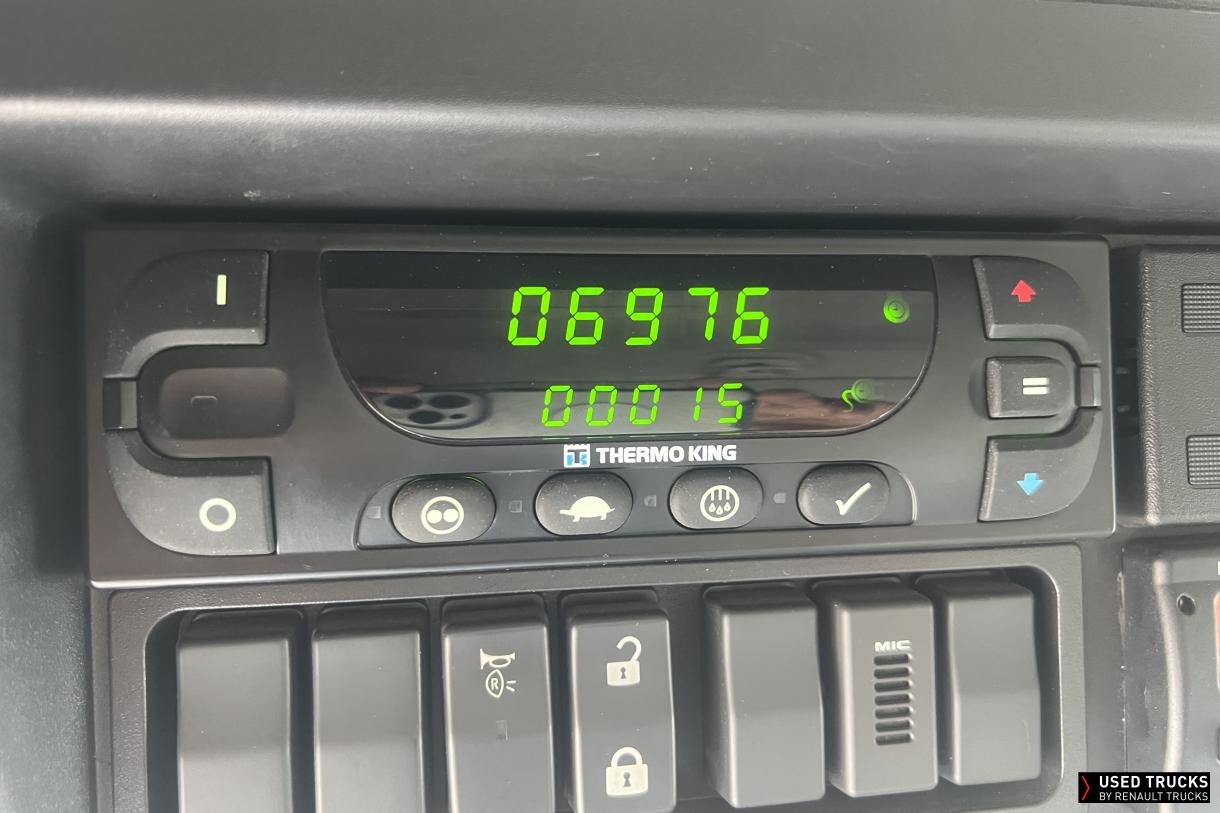 06976
00015
THERMO KING
MIC
R
USED TRUCKS
BY RENAULT TRUCKS